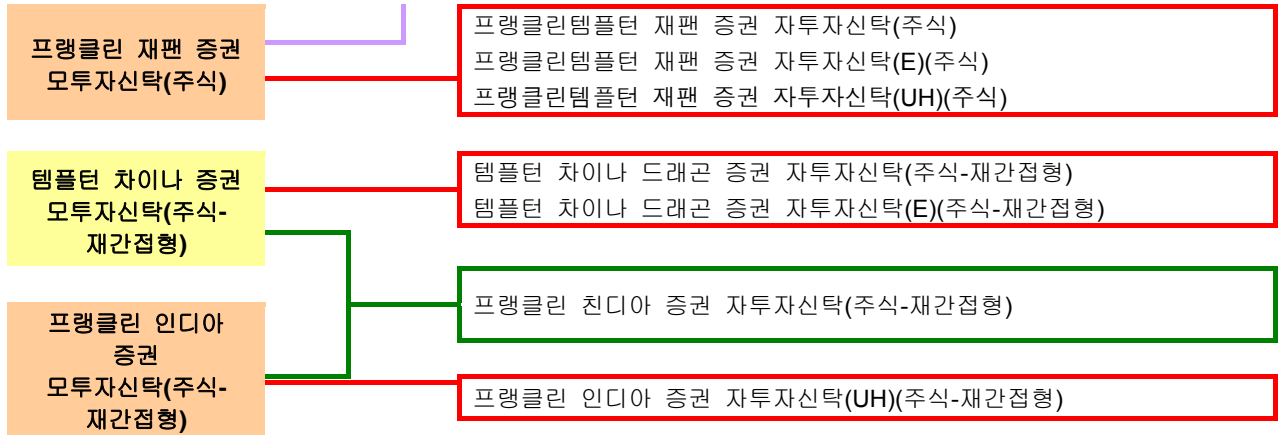 프랭클린 재팬 증권
모투자신탁(주식)
프랭클린템플턴 재팬 증권 자투자신탁(주식)
프랭클린템플턴 재팬 증권 자투자신탁(E)(주식)
프랭클린템플턴 재팬 증권 자투자신탁(UH)(주식)
템플턴 차이나 증권
모투자신탁(주식-
재간접형)
템플턴 차이나 드래곤 증권 자투자신탁(주식-재간접형)
템플턴 차이나 드래곤 증권 자투자신탁(E)(주식-재간접형)
프랭클린 친디아 증권 자투자신탁(주식-재간접형)
프랭클린 인디아
증권
모투자신탁(주식-
재간접형)
프랭클린 인디아 증권 자투자신탁(UH)(주식-재간접형)